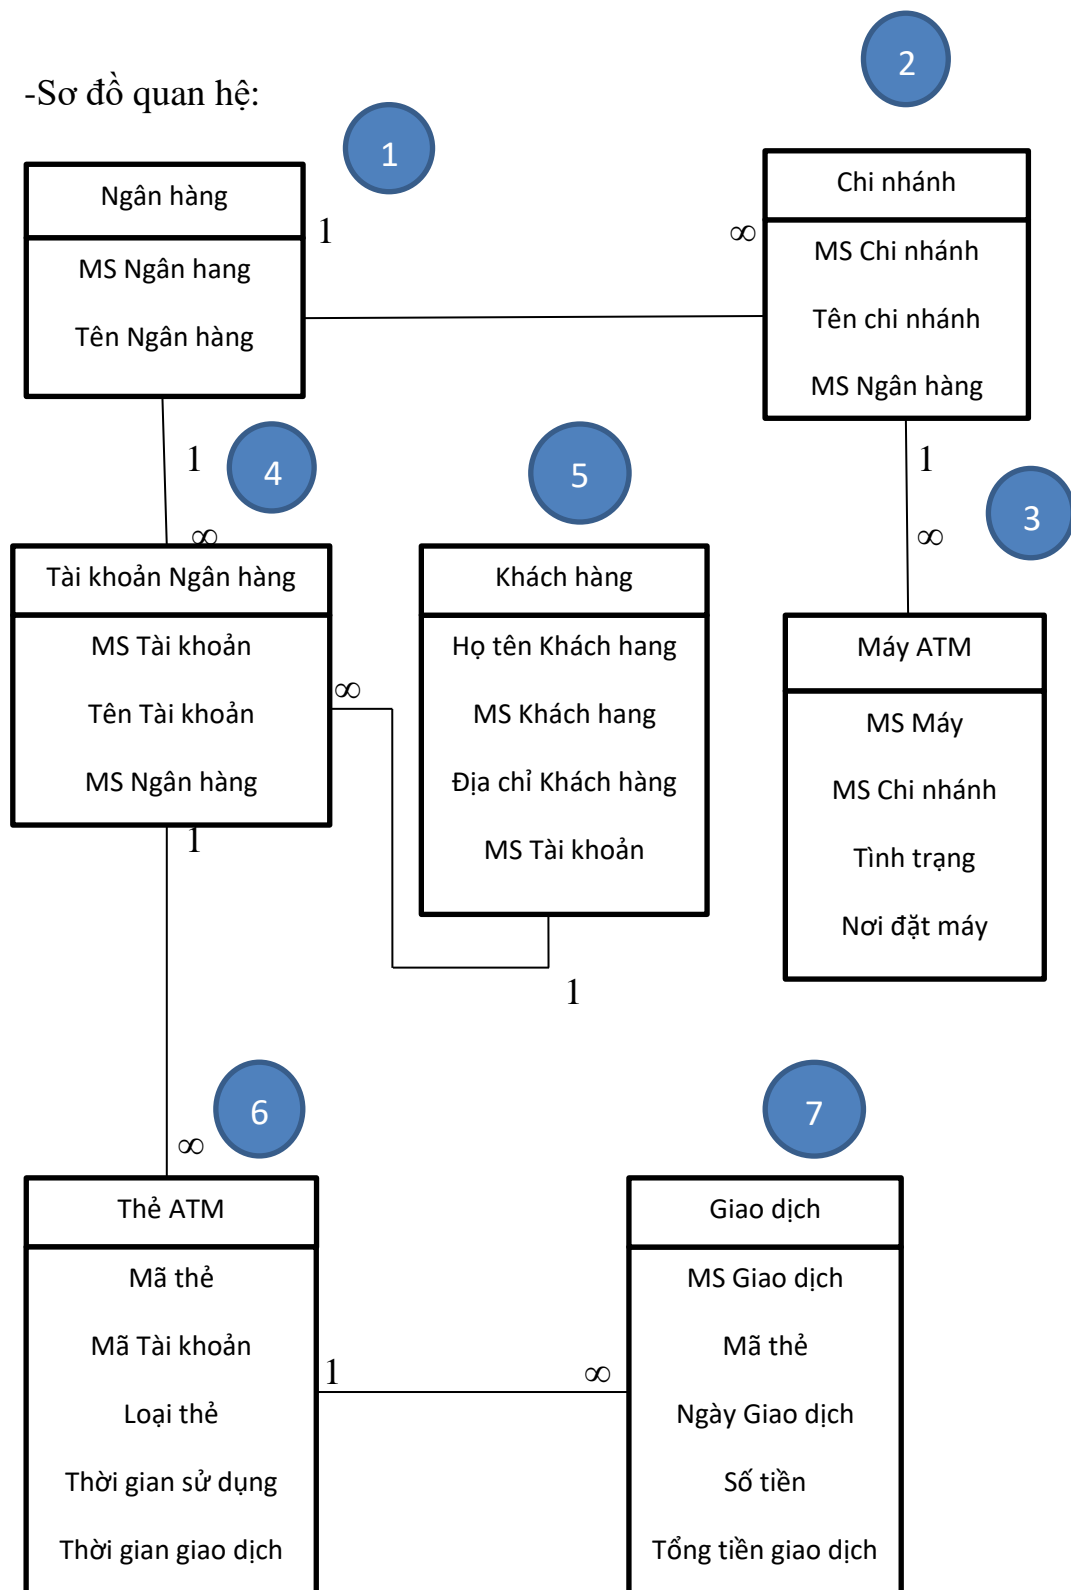 -Sơ đồ quan hệ:
1
2
Ngân hàng
MS Ngân hang
Tên Ngân hàng
1
∞
Chi nhánh
MS Chi nhánh
Tên chi nhánh
MS Ngân hàng
1
∞
4
5
1
∞
3
Tài khoản Ngân hàng
MS Tài khoản
Tên Tài khoản
MS Ngân hàng
∞
1
Khách hàng
Họ tên Khách hang
MS Khách hang
Địa chỉ Khách hàng
MS Tài khoản
1
Máy ATM
MS Máy
MS Chi nhánh
Tình trạng
Nơi đặt máy
6
7
∞
Thẻ ATM
Mã thẻ
Mã Tài khoản
Loại thẻ
Thời gian sử dụng
Thời gian giao dịch
1
∞
Giao dịch
MS Giao dịch
Mã thẻ
Ngày Giao dịch
Số tiền
Tổng tiền giao dịch